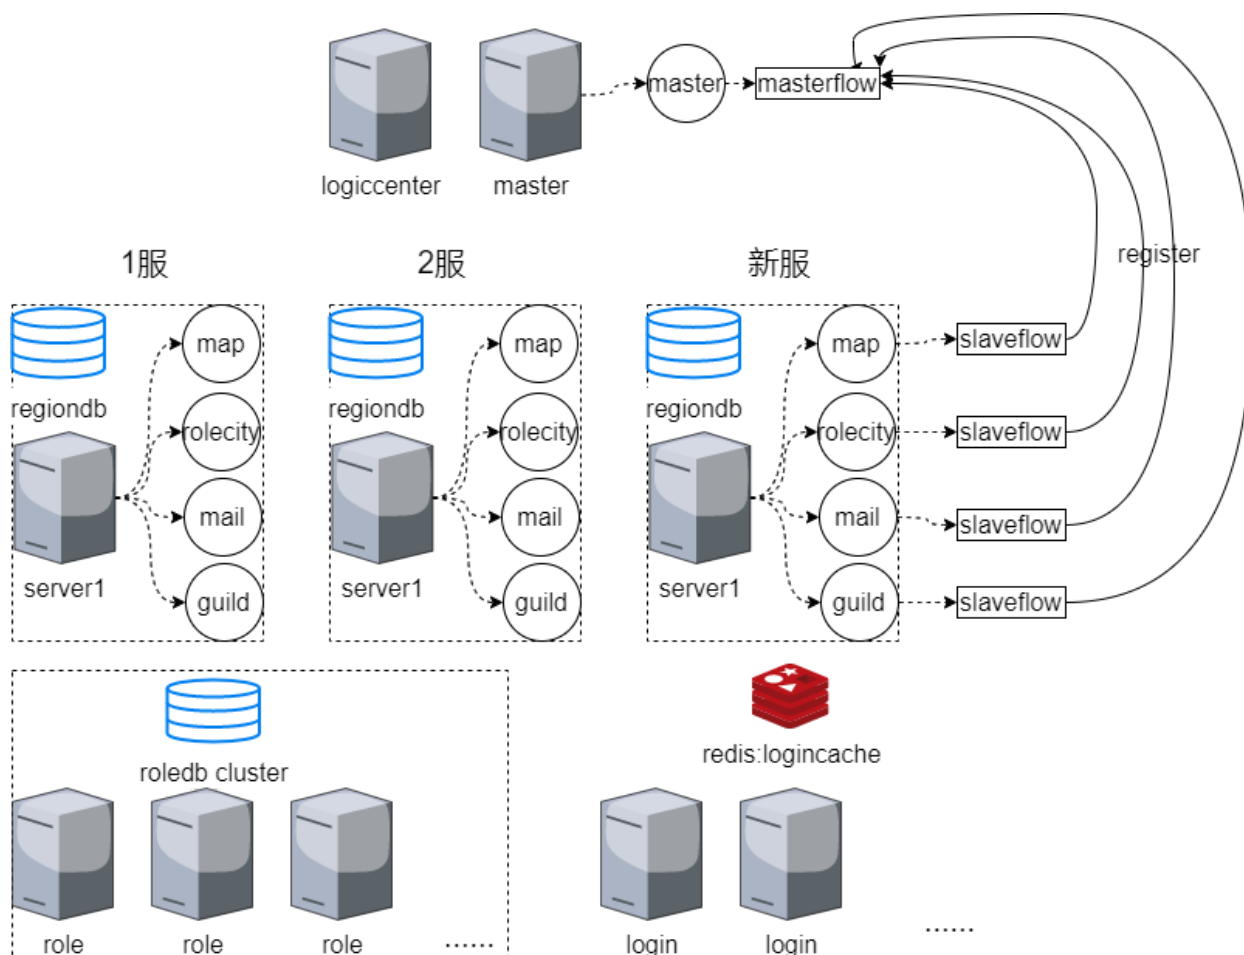 master
masterflow
logiccenter
master
register
1服
2服
新服
regiondb
server1
map
rolecity
mail
guild
regiondb
server1
map
rolecity
mail
guild
regiondb
server1
map
rolecity
mail
guild
slaveflow
slaveflow
slaveflow
slaveflow
roledb cluster
role
role
role
......
redis:logincache
login
login
......